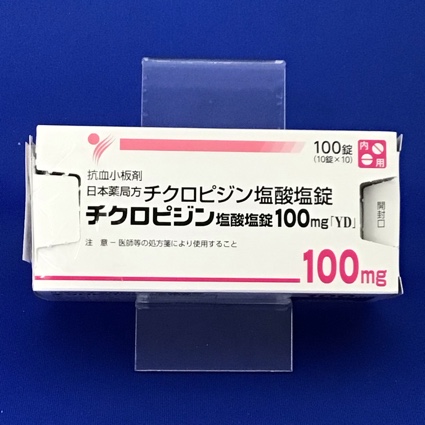 100錠
(10錠×10)
内
用
抗血小板剤
日本薬局方 チクロピジン塩酸塩錠
チクロピジン塩酸塩錠100mg「YD」
注 意－医師等の処方箋により使用すること
開封口
100mg